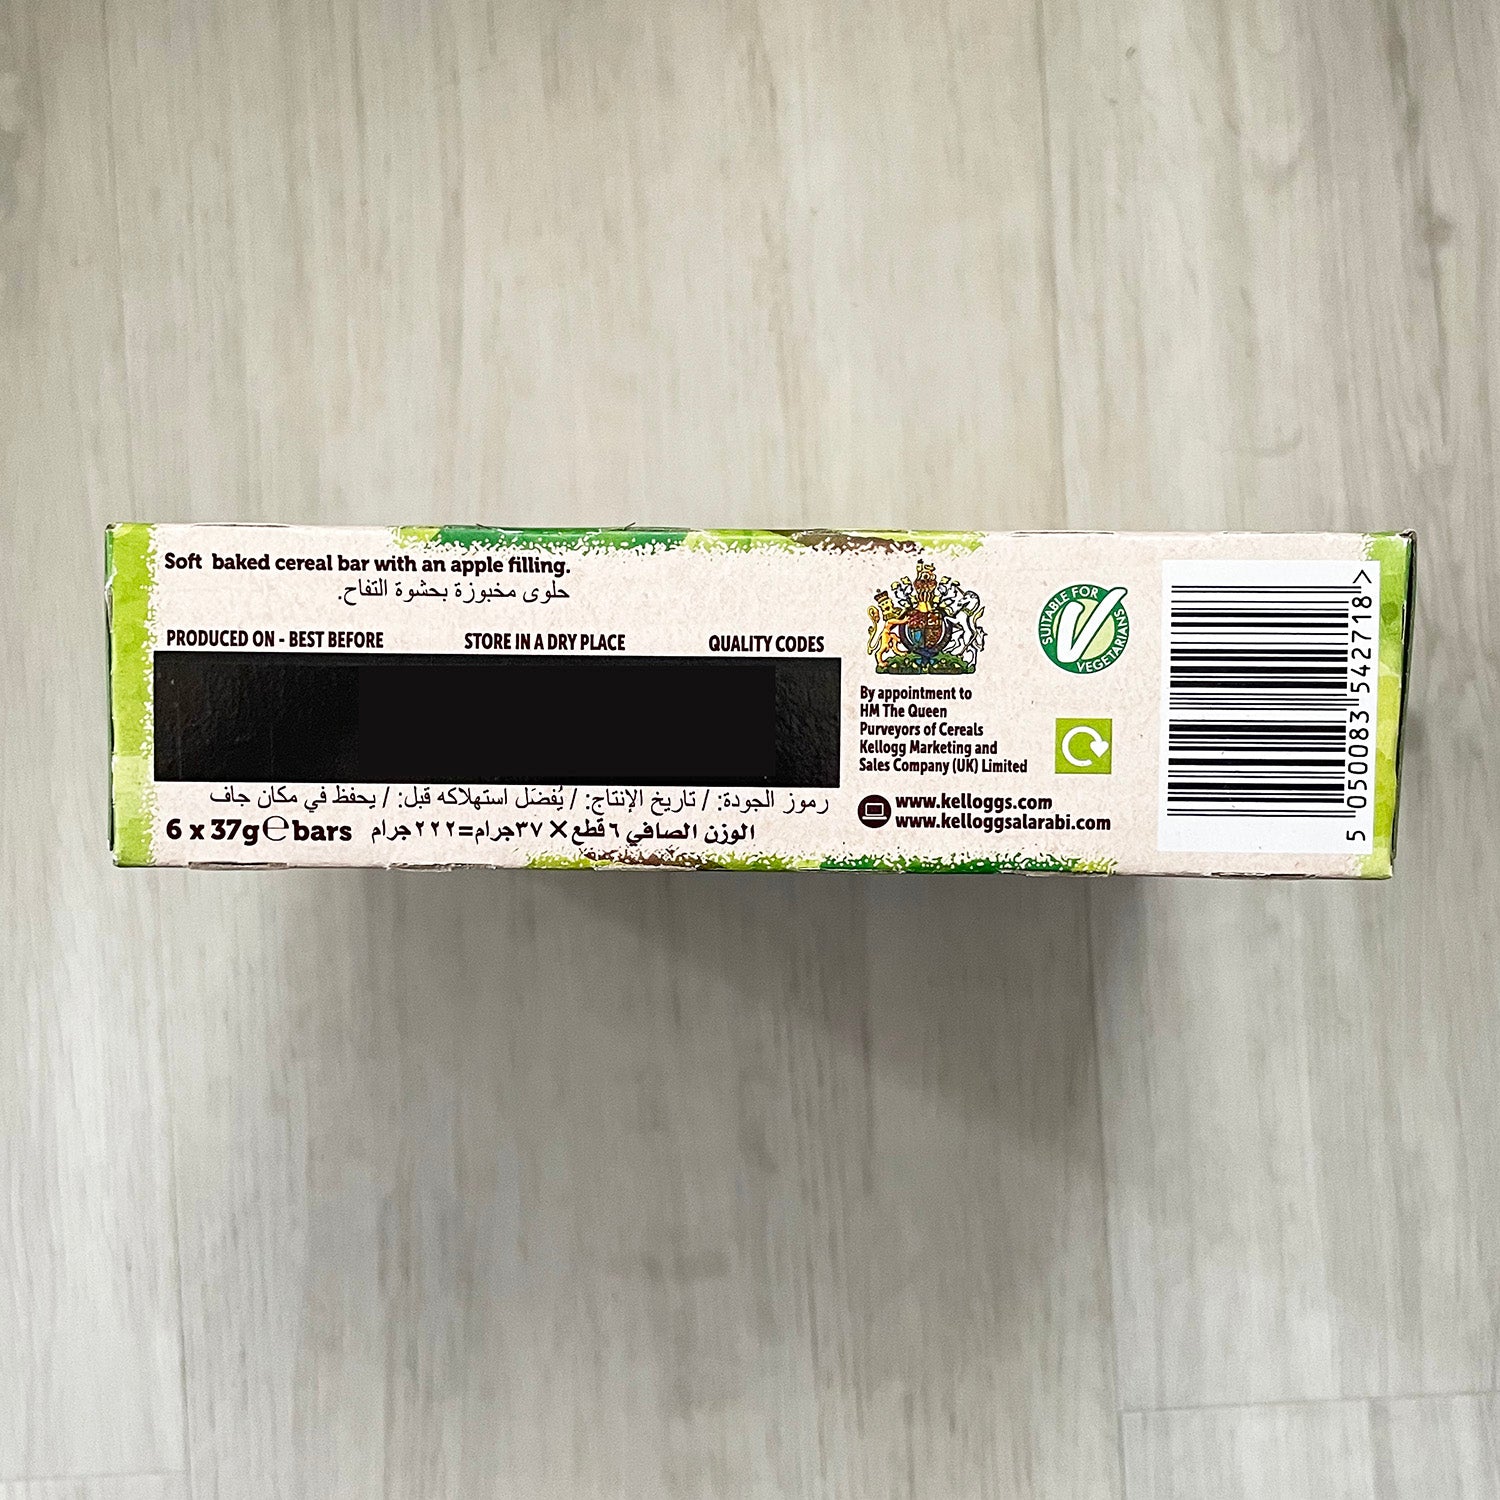 Soft baked cereal bar with an apple filling.
حلوى مخبوزة بحشوة التفاح.
PRODUCED ON - BEST BEFORE
STORE IN A DRY PLACE
QUALITY CODES
رموز الجودة: / تاريخ الإنتاج: / يُفضَل استهلاكه قبل: / يحفظ في مكان جاف
6 x 37g℮bars
الوزن الصافي ٦ قطع X ٣٧جرام=٢٢٢ جرام
By appointment to
HM The Queen
Purveyors of Cereals
Kellogg Marketing and
Sales Company (UK) Limited
www.kelloggs.com
www.kelloggsalarabi.com
SUITABLE FOR
V
VEGETARIANS
5 050083 542718 >